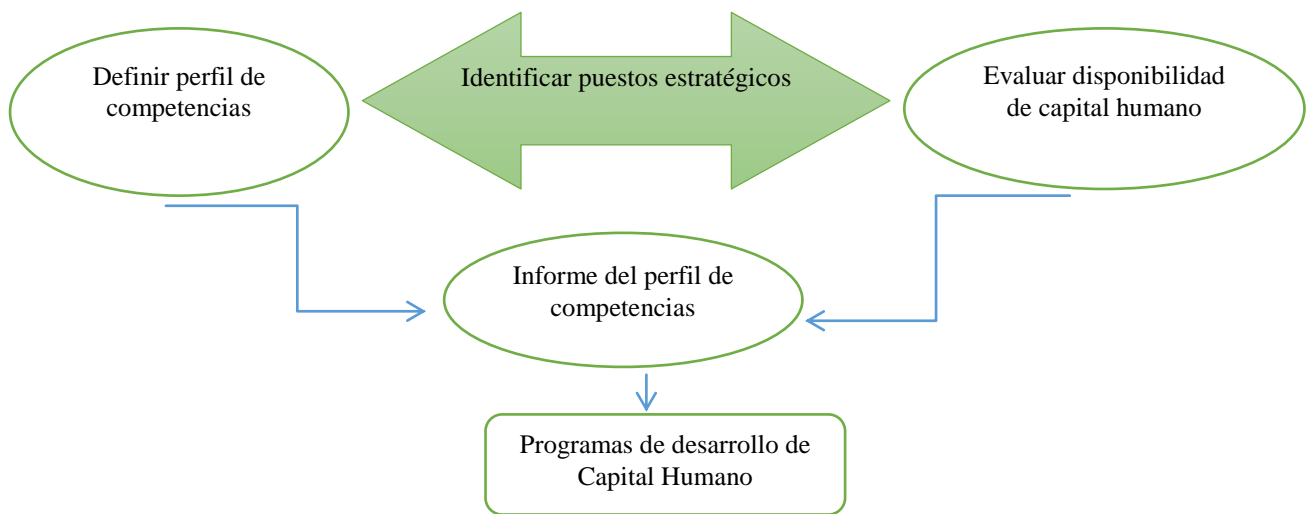 Definir perfil de
competencias
Identificar puestos estratégicos
Evaluar disponibilidad
de capital humano
Informe del perfil de
competencias
Programas de desarrollo de
Capital Humano